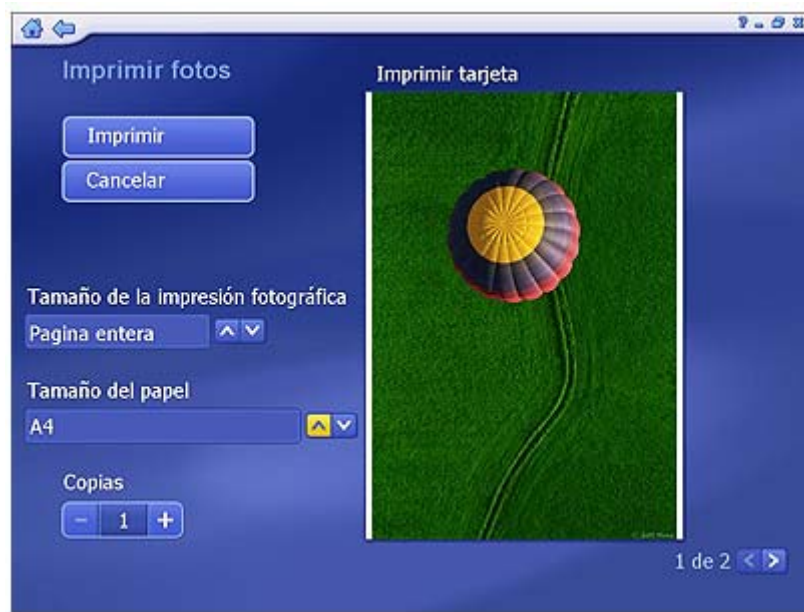 Imprimir fotos
Imprimir tarjeta
Imprimir
Cancelar
Tamaño de la impresión fotográfica
Pagina entera
Tamaño del papel
A4
Copias
1
1 de 2